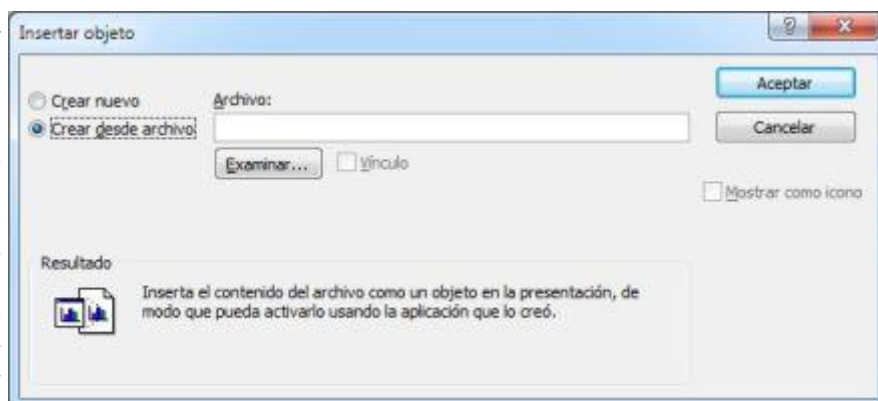 Insertar objeto
Crear nuevo
Archivo:
Aceptar
Crear desde archivo
Cancelar
Examinar...
Vínculo
Mostrar como icono
Resultado
Inserta el contenido del archivo como un objeto en la presentación, de
modo que pueda activarlo usando la aplicación que lo creó.